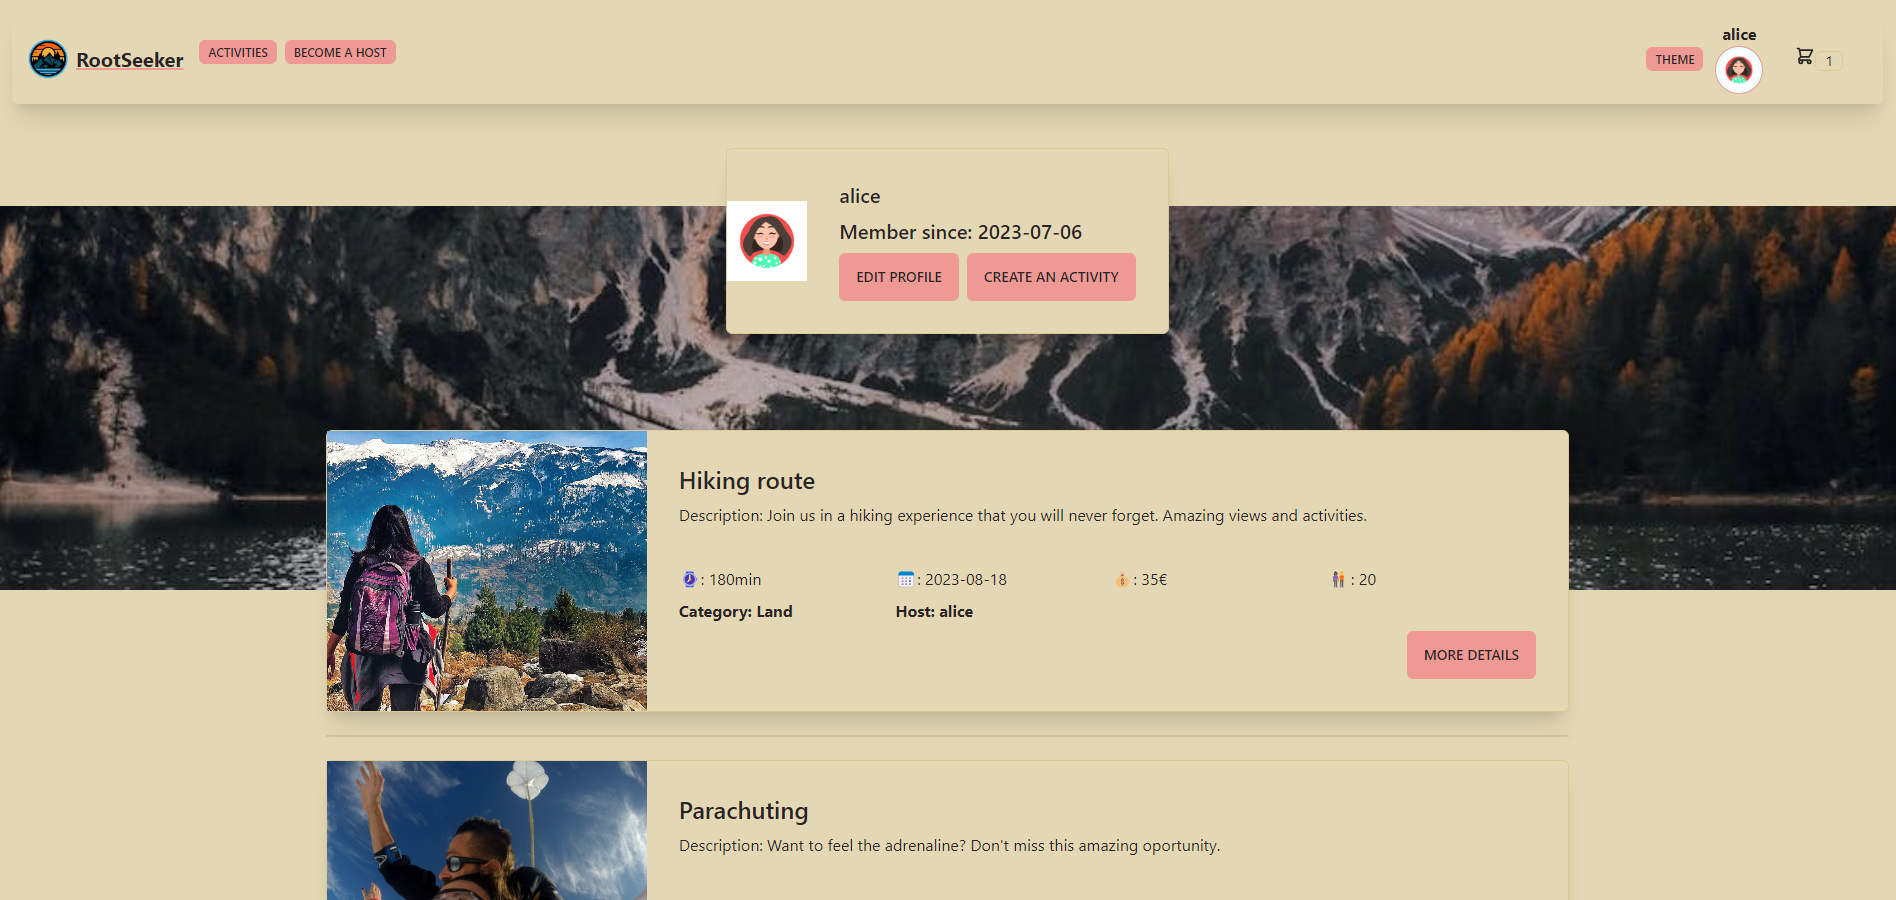 RootSeeker
ACTIVITIES
BECOME A HOST
THEME
alice
1
alice
Member since: 2023-07-06
EDIT PROFILE
CREATE AN ACTIVITY
Hiking route
Description: Join us in a hiking experience that you will never forget. Amazing views and activities.
: 180min
: 2023-08-18
: 35€
: 20
Category: Land
Host: alice
MORE DETAILS
Parachuting
Description: Want to feel the adrenaline? Don't miss this amazing oportunity.